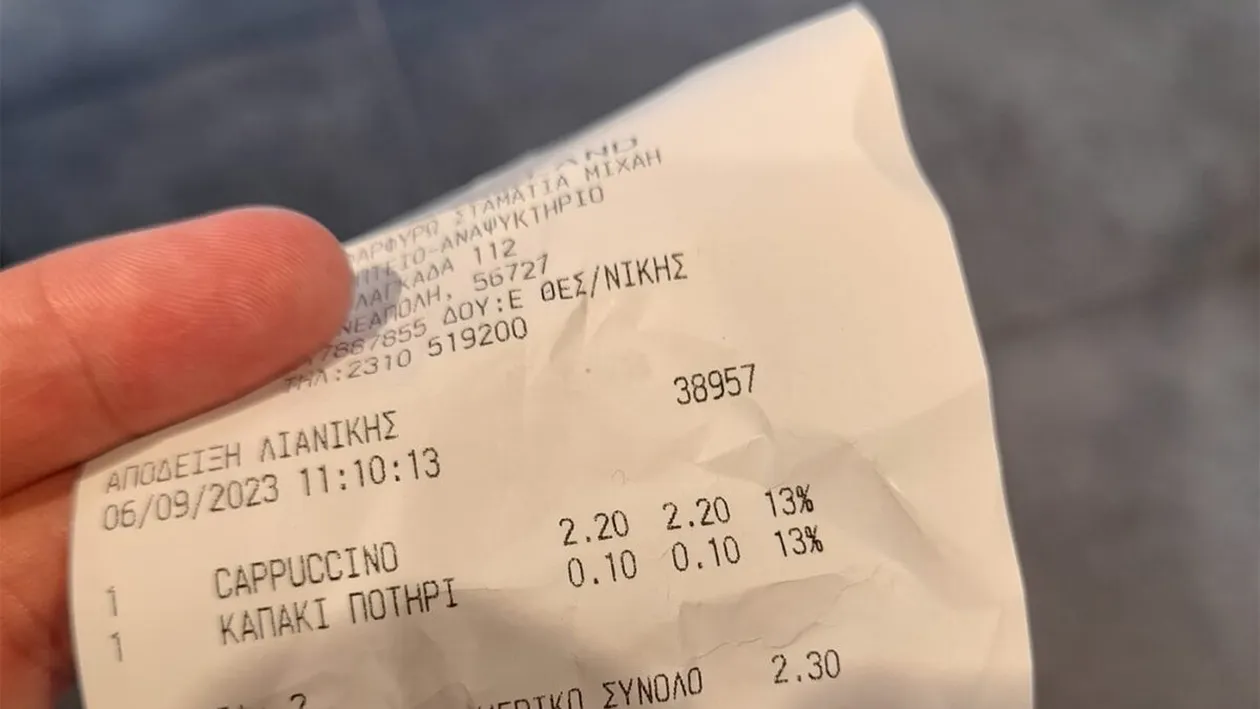 ΣΤΑΜΑΤΙΑ ΜΙΧΑΗ
ΑΝΑΨΥΚΤΗΡΙΟ
ΛΑΓΚΑΔΑ 112
ΝΕΑΠΟΛΗ, 56727
ΔΟΥ:Ε ΘΕΣ/ΝΙΚΗΣ
ΤΗΛ:2310 519200
ΑΠΟΔΕΙΞΗ ΛΙΑΝΙΚΗΣ 38957
06/09/2023 11:10:13
1 CAPPUCCINO 2.20 2.20 13%
1 ΚΑΠΑΚΙ ΠΟΤΗΡΙ 0.10 0.10 13%
ΣΥΝΟΛΟ 2.30